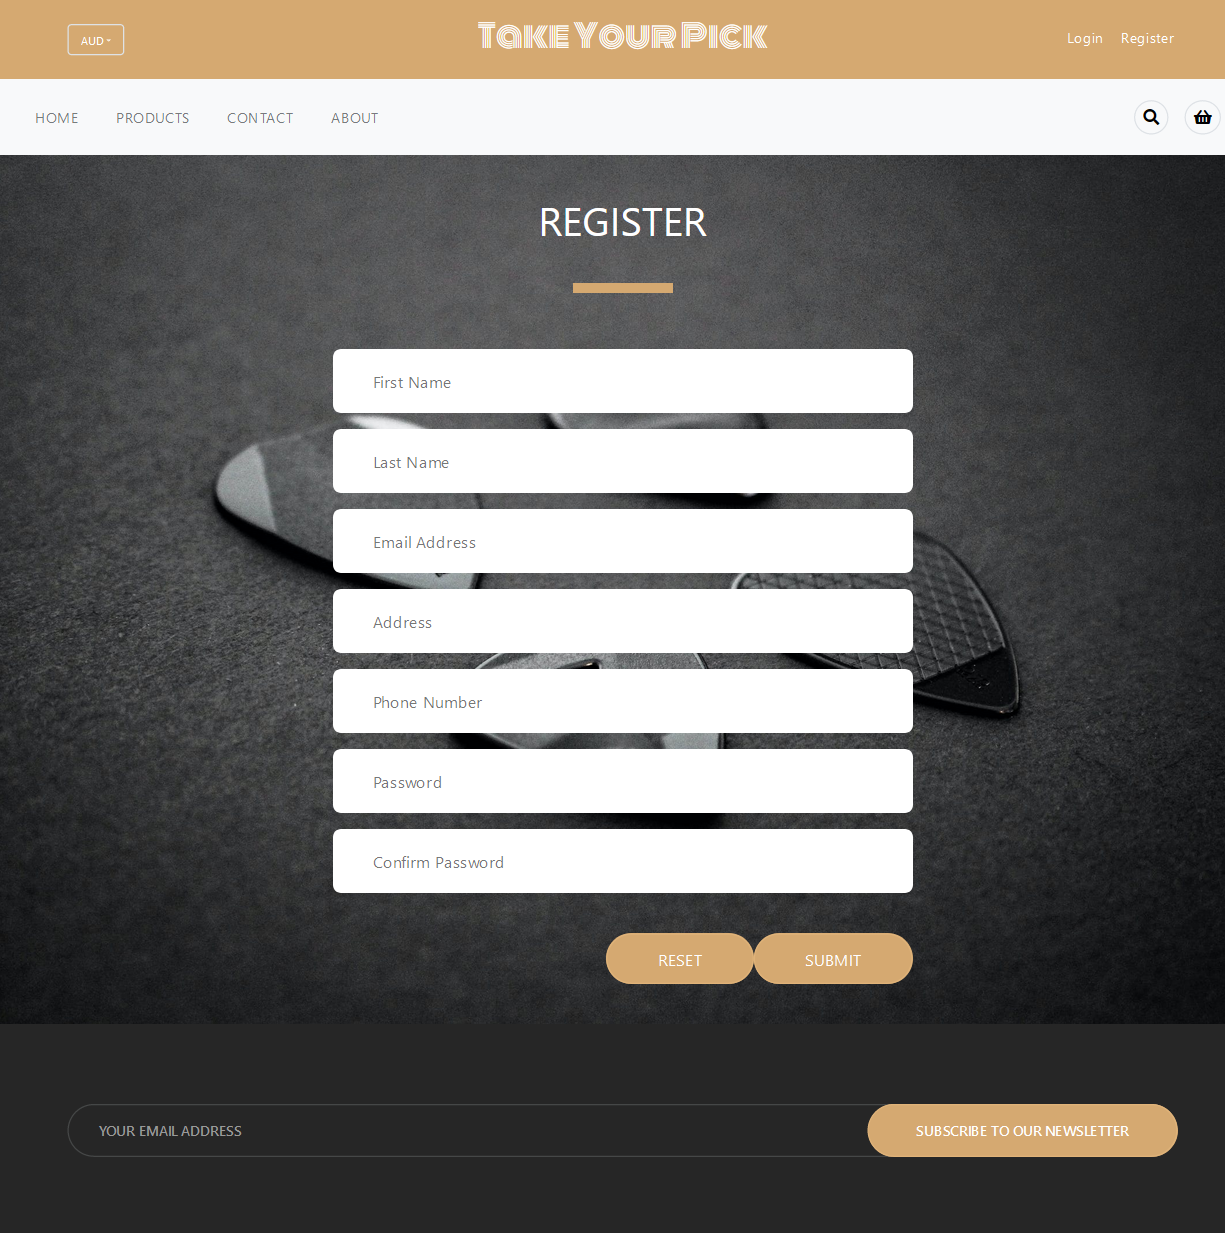 AUD
Take Your Pick
Login Register
HOME PRODUCTS CONTACT ABOUT
REGISTER
First Name
Last Name
Email Address
Address
Phone Number
Password
Confirm Password
RESET SUBMIT
YOUR EMAIL ADDRESS SUBSCRIBE TO OUR NEWSLETTER